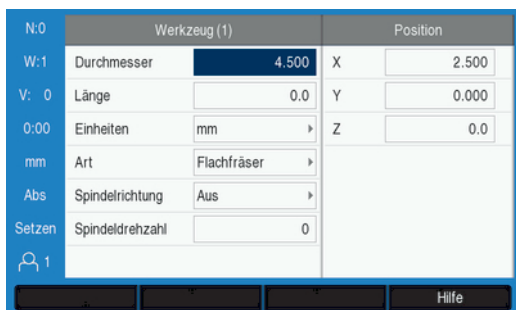 N:0
W:1
V: 0
0:00
mm
Abs
Setzen
1
Werkzeug (1)
Durchmesser 4.500
Länge 0.0
Einheiten mm
Art Flachfräser
Spindelrichtung Aus
Spindeldrehzahl 0
Position
X 2.500
Y 0.000
Z 0.0
Hilfe